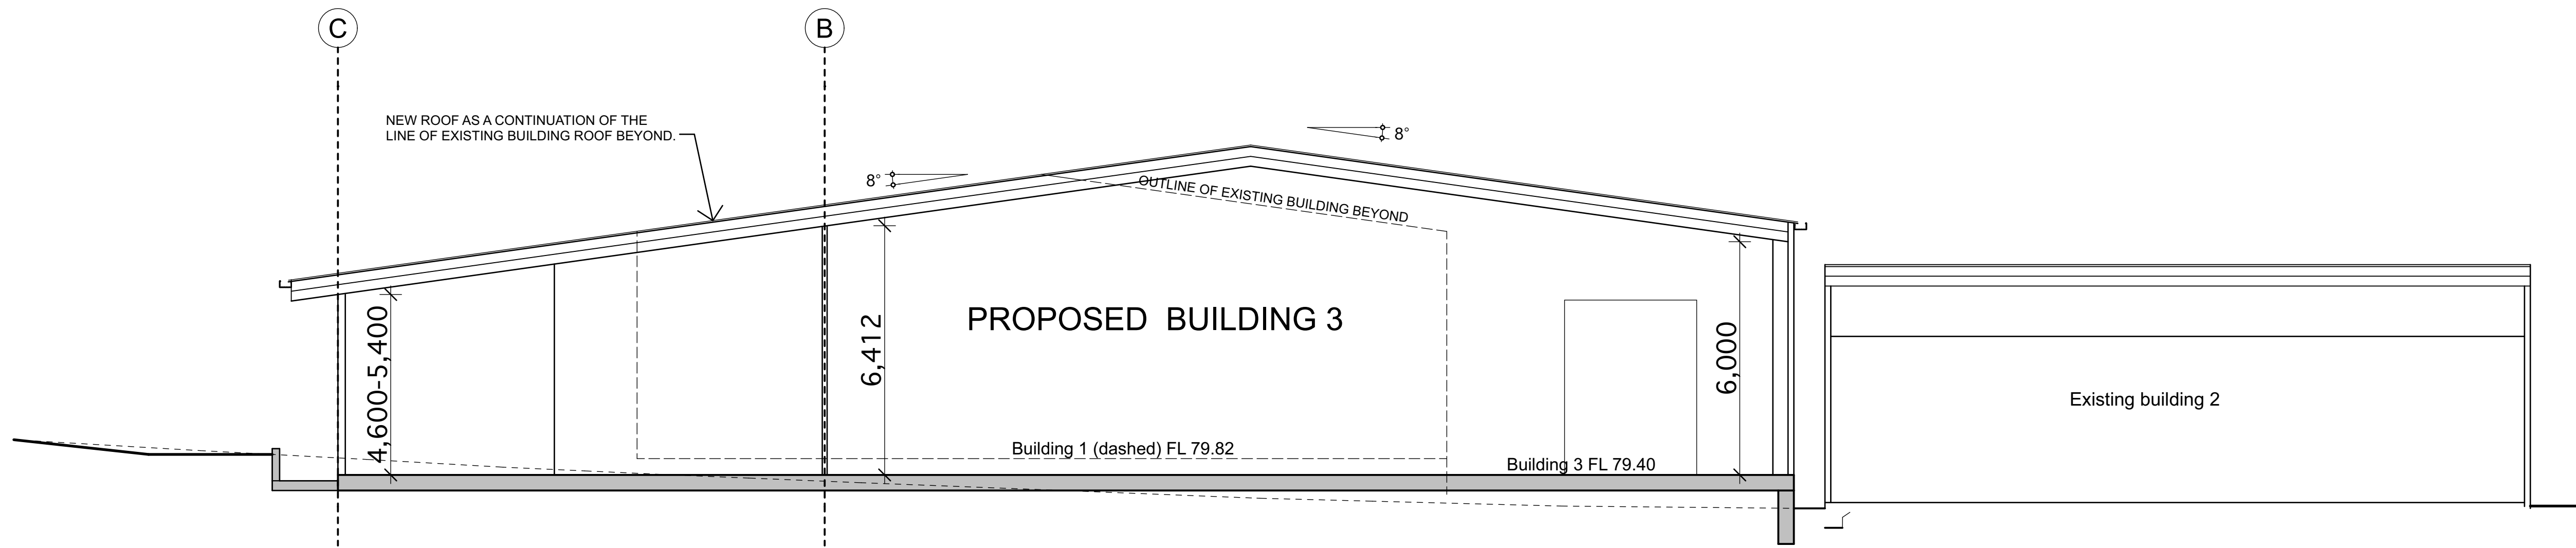 C
B
NEW ROOF AS A CONTINUATION OF THE
LINE OF EXISTING BUILDING ROOF BEYOND.
8°
8°
OUTLINE OF EXISTING BUILDING BEYOND
4,600-5,400
6,412
PROPOSED BUILDING 3
6,000
Existing building 2
Building 1 (dashed) FL 79.82
Building 3 FL 79.40